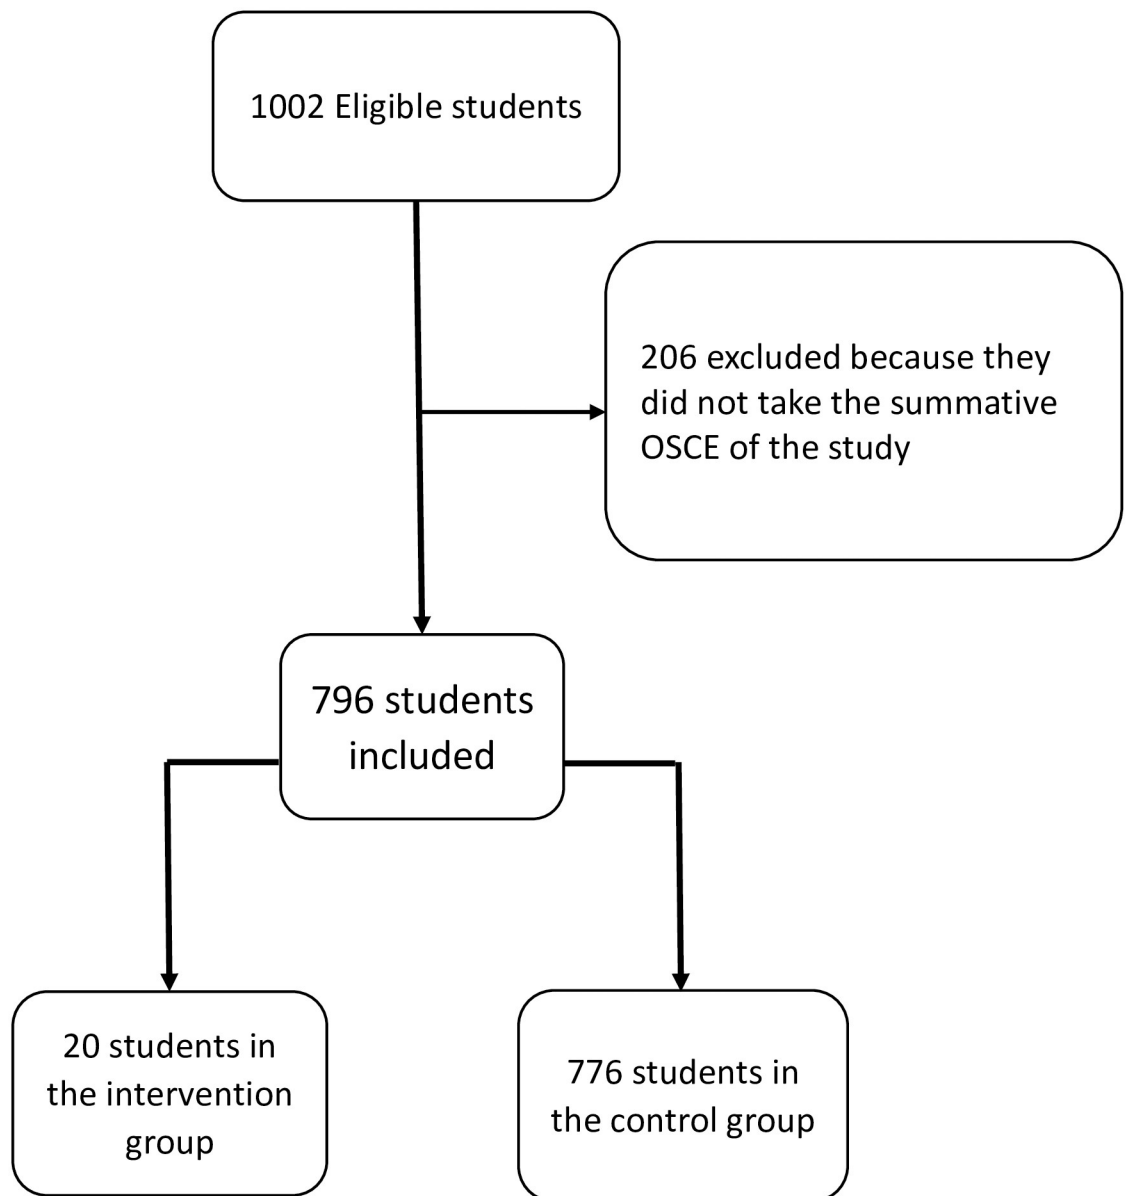 1002 Eligible students
206 excluded because they
did not take the summative
OSCE of the study
796 students
included
20 students in
the intervention
group
776 students in
the control group